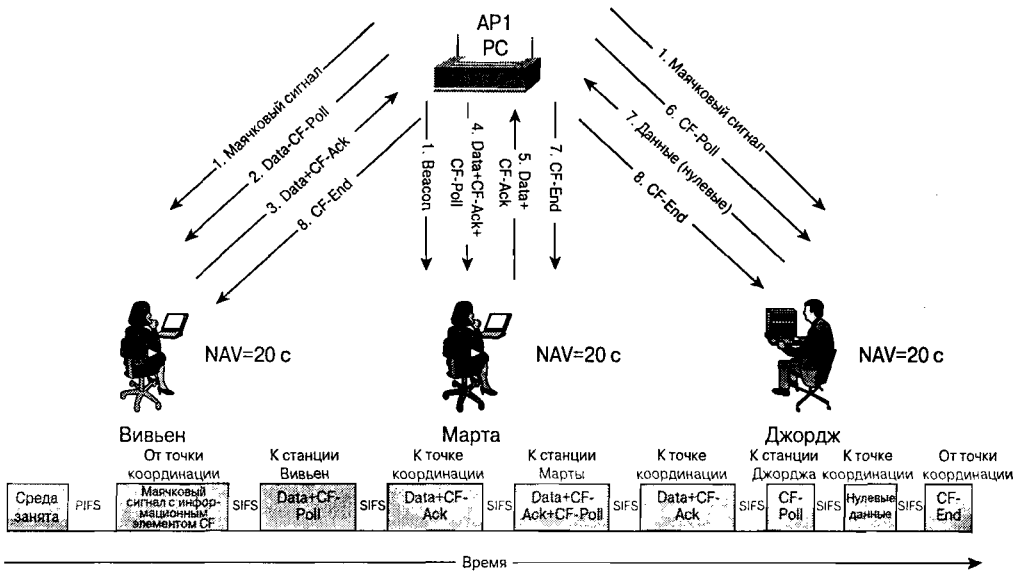 AP1
PC
1. Маячковый сигнал
2. Data-CF-Poll
3. Data+CF-Ack
8. CF-End
1. Beacon
4. Data+CF-Ack+
CF-Poll
5. Data+
CF-Ack
7. CF-End
1. Маячковый сигнал
6. CF-Poll
7. Данные (нулевые)
8. CF-End
NAV=20 с
NAV=20 с
NAV=20 с
Вивьен
Марта
Джордж
От точки
координации
К станции
Вивьен
К точке
координации
К станции
Марты
К точке
координации
К станции
Джорджа
К точке
координации
От точки
координации
Среда
занята
PIFS
Маячковый
сигнал с инфор-
мационным
элементом CF
SIFS
Data+CF-
Poll
SIFS
Data+CF-
Ack
SIFS
Data+CF-
Ack+CF-Poll
SIFS
Data+CF-
Ack
SIFS
CF-
Poll
SIFS
Нулевые
данные
SIFS
CF-
End
Время